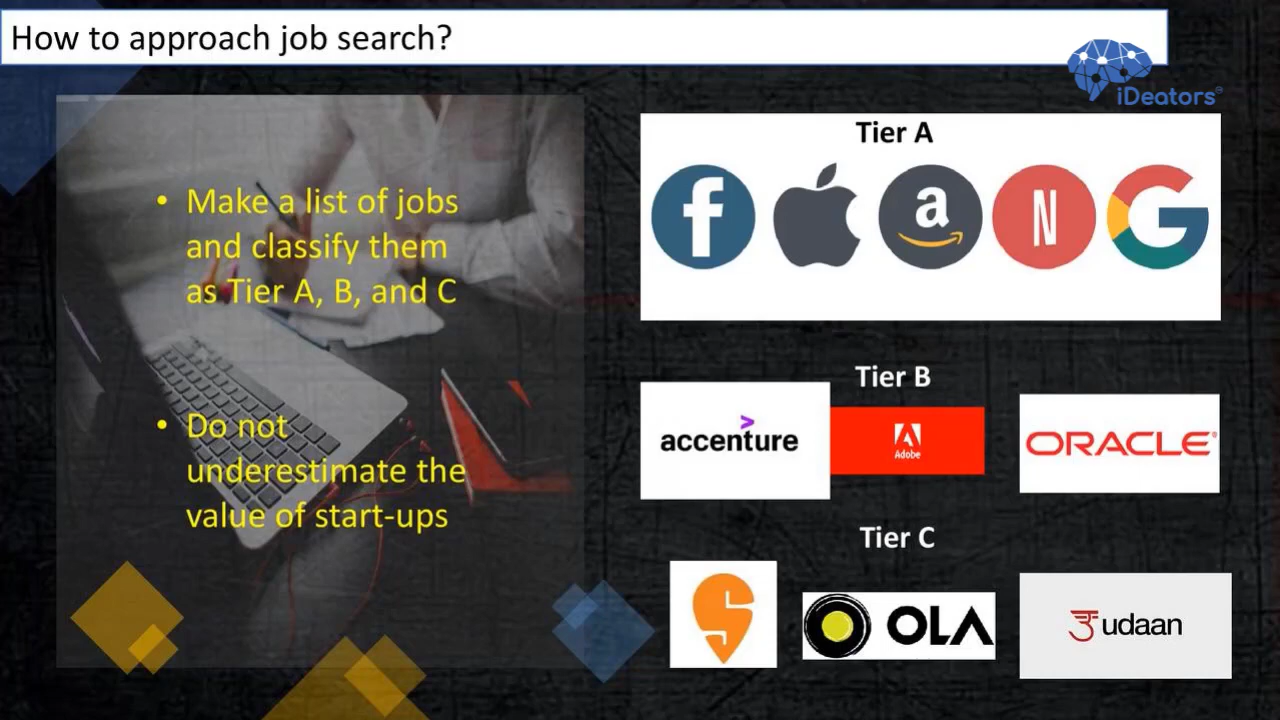 How to approach job search?
iDeators
• Make a list of jobs
and classify them
as Tier A, B, and C
• Do not
underestimate the
value of start-ups
Tier A
f
a
N
G
Tier B
accenture
Adobe
ORACLE®
Tier C
OLA
उudaan